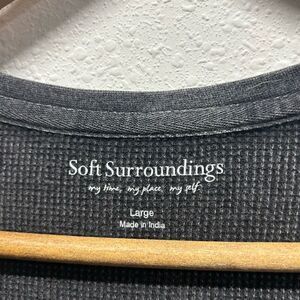 Soft Surroundings
my time, my place, my self.
Large
Made in India